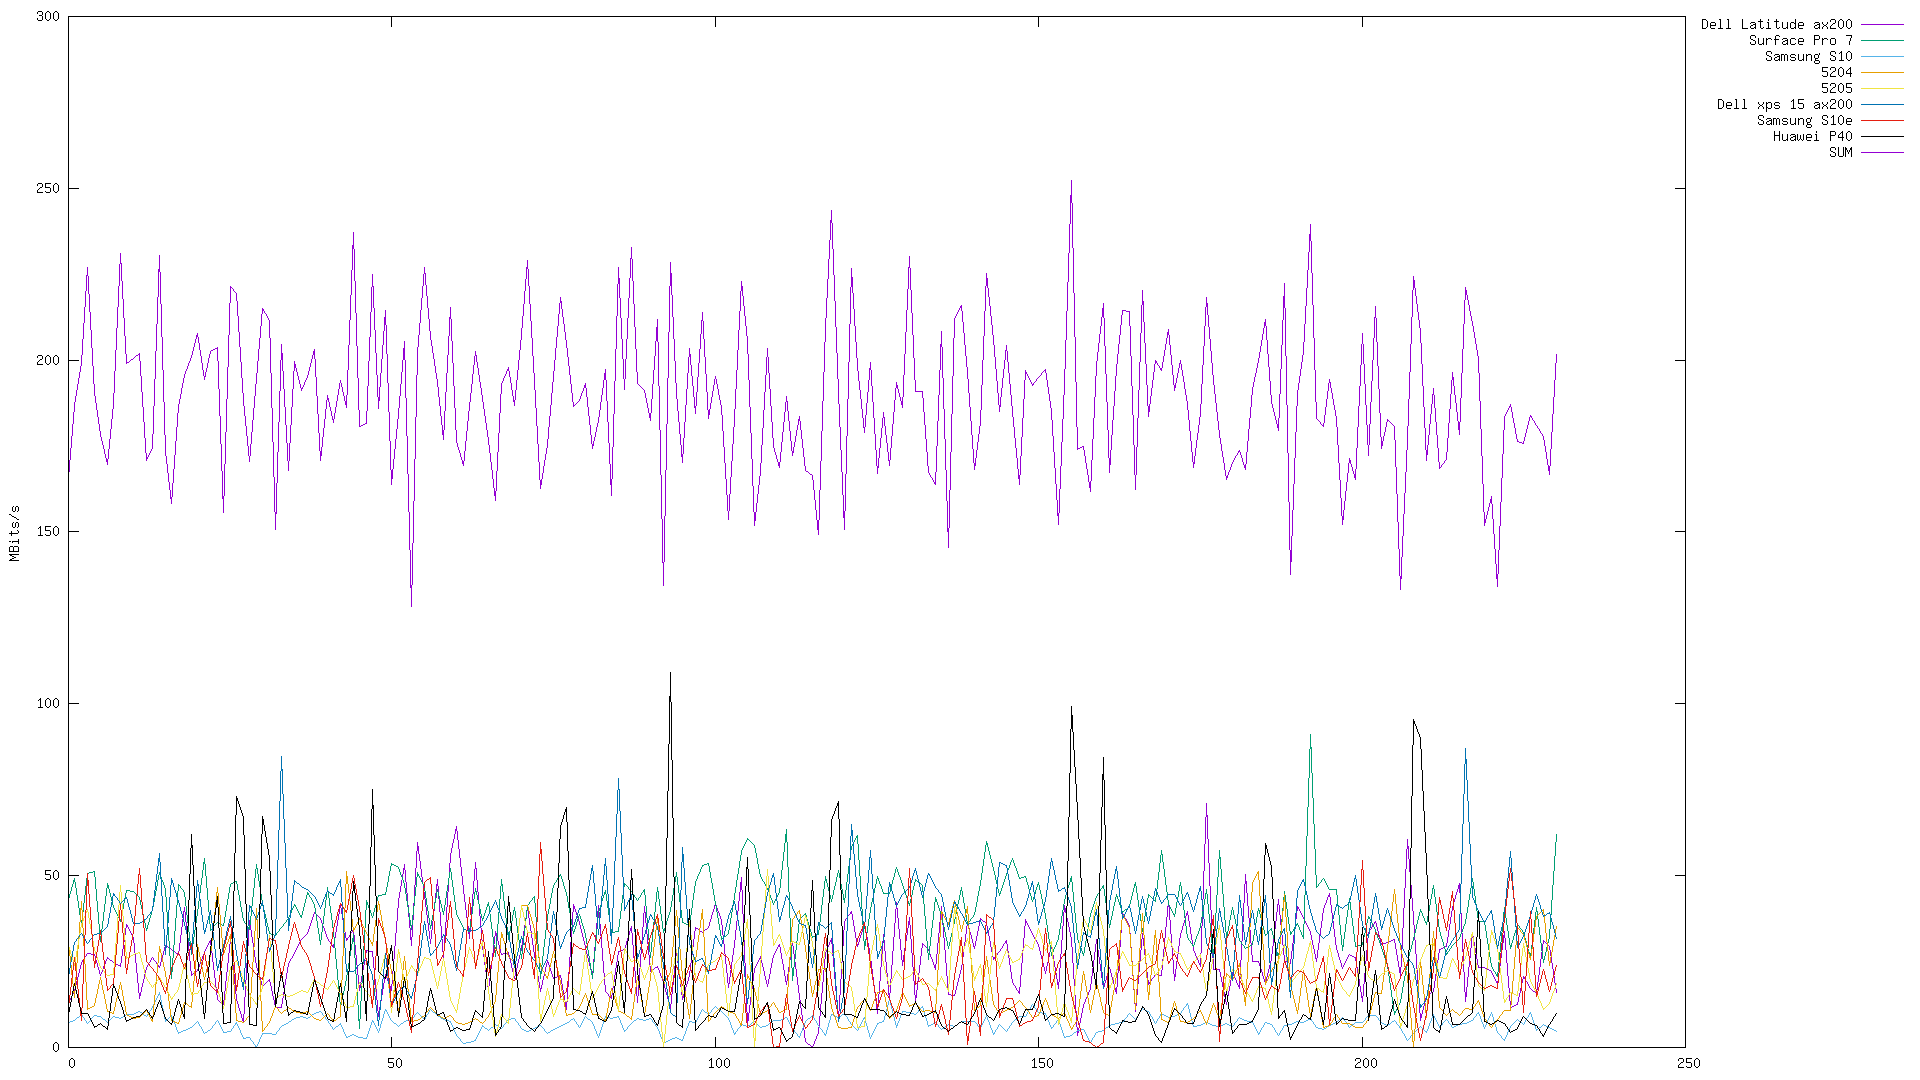 300
250
200
150
100
50
0
MBits/s
0 50 100 150 200 250
Dell Latitude ax200
Surface Pro 7
Samsung S10
5204
5205
Dell xps 15 ax200
Samsung S10e
Huawei P40
SUM